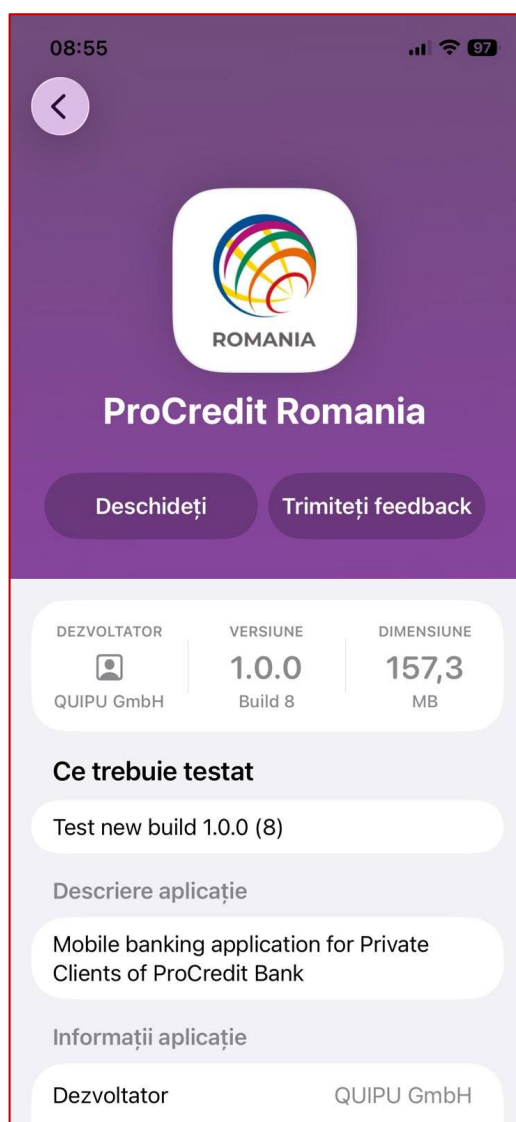 08:55
97
ROMANIA
ProCredit Romania
Deschideți
Trimiteți feedback
DEZVOLTATOR
VERSIUNE
DIMENSIUNE
1.0.0
157,3
QUIPU GmbH
Build 8
MB
Ce trebuie testat
Test new build 1.0.0 (8)
Descriere aplicație
Mobile banking application for Private
Clients of ProCredit Bank
Informații aplicație
Dezvoltator
QUIPU GmbH